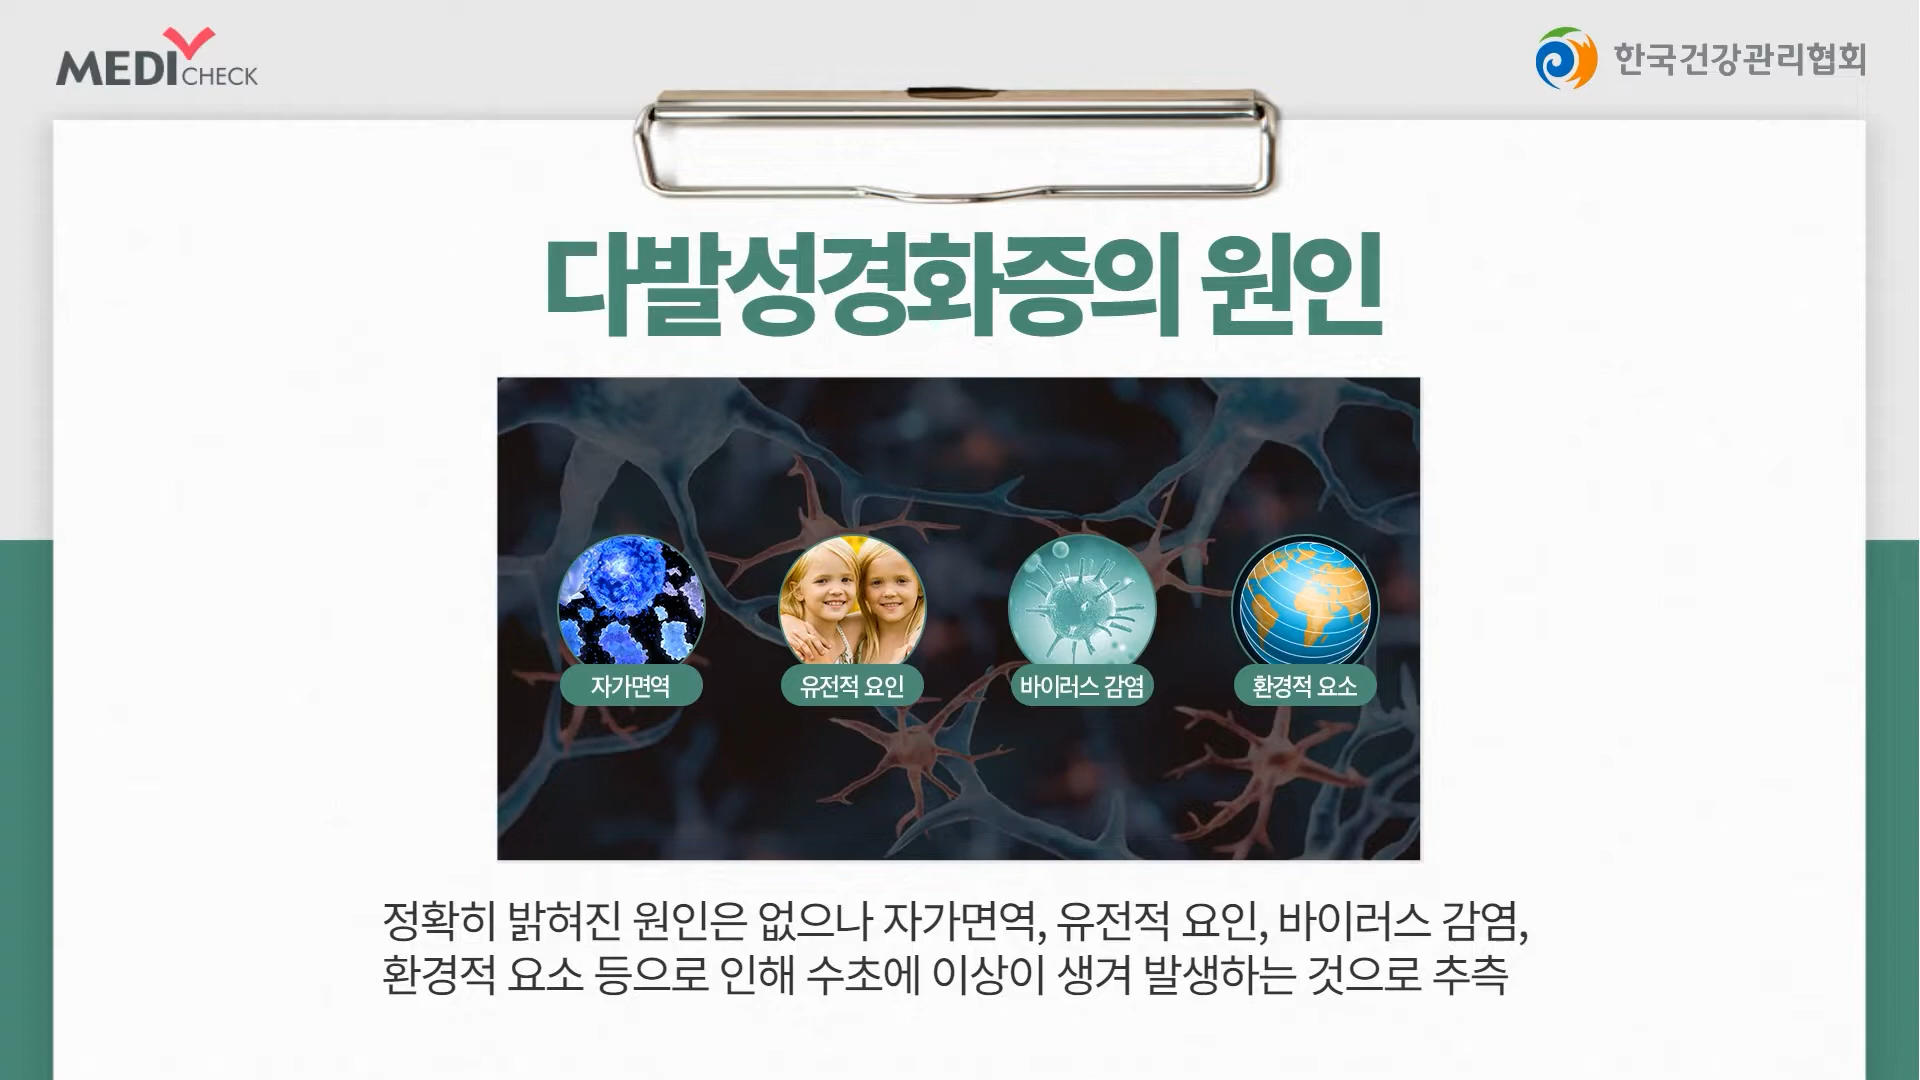 MEDICHECK
한국건강관리협회
다발성경화증의 원인
자가면역
유전적 요인
바이러스 감염
환경적 요소
정확히 밝혀진 원인은 없으나 자가면역, 유전적 요인, 바이러스 감염,
환경적 요소 등으로 인해 수초에 이상이 생겨 발생하는 것으로 추측